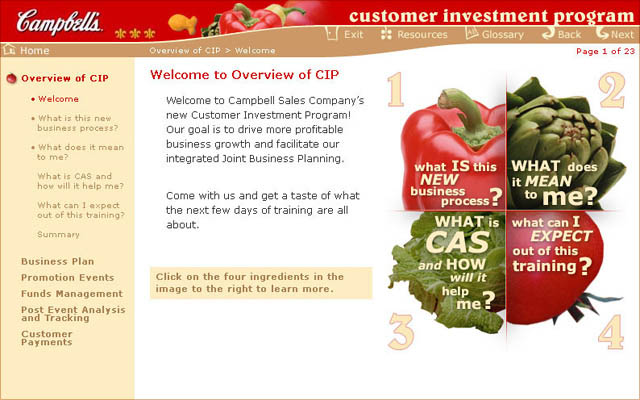 Campbell's.
customer investment program
Exit
Resources
Glossary
Back
Next
Home
Overview of CIP > Welcome
Page 1 of 23
Overview of CIP
• Welcome
• What is this new
business process?
• What does it mean
to me?
What is CAS and
how will it help me?
What can I expect
out of this training?
Summary
Business Plan
Promotion Events
Funds Management
Post Event Analysis
and Tracking
Customer
Payments
Welcome to Overview of CIP
Welcome to Campbell Sales Company's
new Customer Investment Program!
Our goal is to drive more profitable
business growth and facilitate our
integrated Joint Business Planning.
Come with us and get a taste of what
the next few days of training are all
about.
Click on the four ingredients in the
image to the right to learn more.
1
what IS this
NEW
business
process?
2
WHAT does
it MEAN
to me?
WHAT is
CAS
and HOW
will it
help
me?
3
what can I
EXPECT
out of this
training?
4